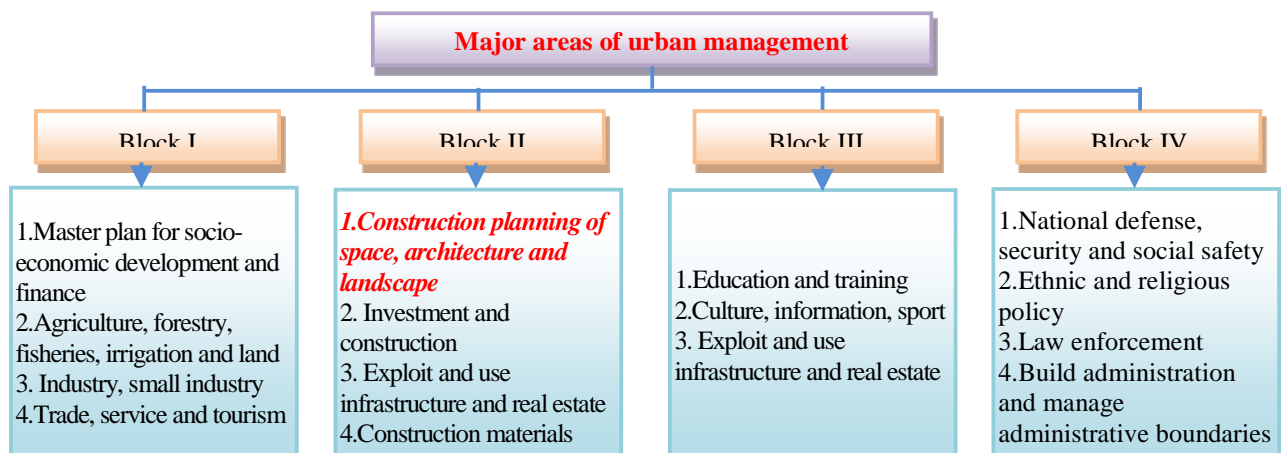 Major areas of urban management
Block I
Block II
Block III
Block IV
1.Master plan for socio-
economic development and
finance
2.Agriculture, forestry,
fisheries, irrigation and land
3. Industry, small industry
4.Trade, service and tourism
1.Construction planning of
space, architecture and
landscape
2. Investment and
construction
3. Exploit and use
infrastructure and real estate
4.Construction materials
1.Education and training
2.Culture, information, sport
3. Exploit and use
infrastructure and real estate
1.National defense,
security and social safety
2.Ethnic and religious
policy
3.Law enforcement
4.Build administration
and manage
administrative boundaries